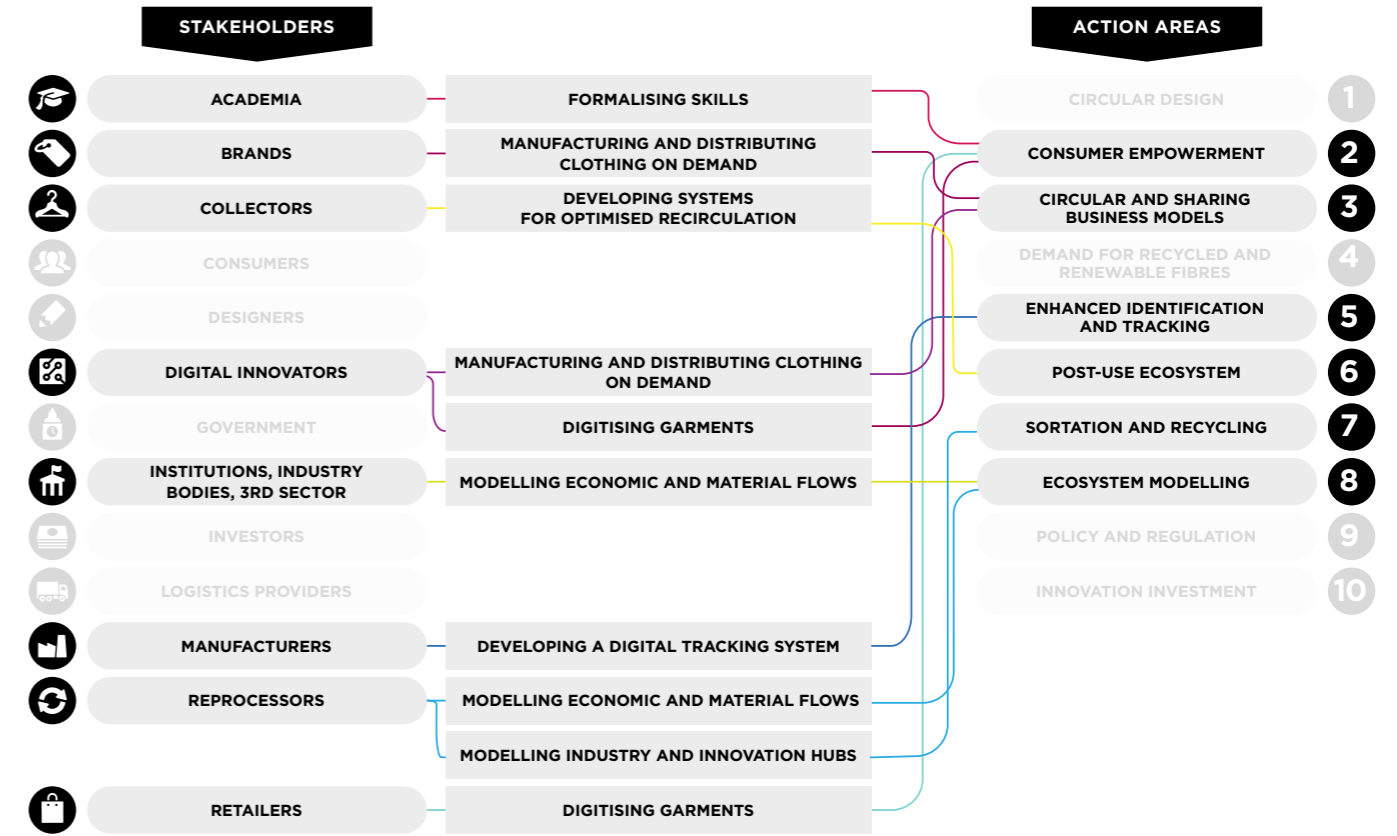 STAKEHOLDERS
ACTION AREAS
ACADEMIA
FORMALISING SKILLS
CIRCULAR DESIGN
1
BRANDS
MANUFACTURING AND DISTRIBUTING
CLOTHING ON DEMAND
CONSUMER EMPOWERMENT
2
COLLECTORS
DEVELOPING SYSTEMS
FOR OPTIMISED RECIRCULATION
CIRCULAR AND SHARING
BUSINESS MODELS
3
CONSUMERS
DEMAND FOR RECYCLED AND
RENEWABLE FIBRES
4
DESIGNERS
ENHANCED IDENTIFICATION
AND TRACKING
5
DIGITAL INNOVATORS
MANUFACTURING AND DISTRIBUTING CLOTHING
ON DEMAND
POST-USE ECOSYSTEM
6
GOVERNMENT
DIGITISING GARMENTS
SORTATION AND RECYCLING
7
INSTITUTIONS, INDUSTRY
BODIES, 3RD SECTOR
MODELLING ECONOMIC AND MATERIAL FLOWS
ECOSYSTEM MODELLING
8
INVESTORS
POLICY AND REGULATION
9
LOGISTICS PROVIDERS
INNOVATION INVESTMENT
10
MANUFACTURERS
DEVELOPING A DIGITAL TRACKING SYSTEM
REPROCESSORS
MODELLING ECONOMIC AND MATERIAL FLOWS
MODELLING INDUSTRY AND INNOVATION HUBS
RETAILERS
DIGITISING GARMENTS